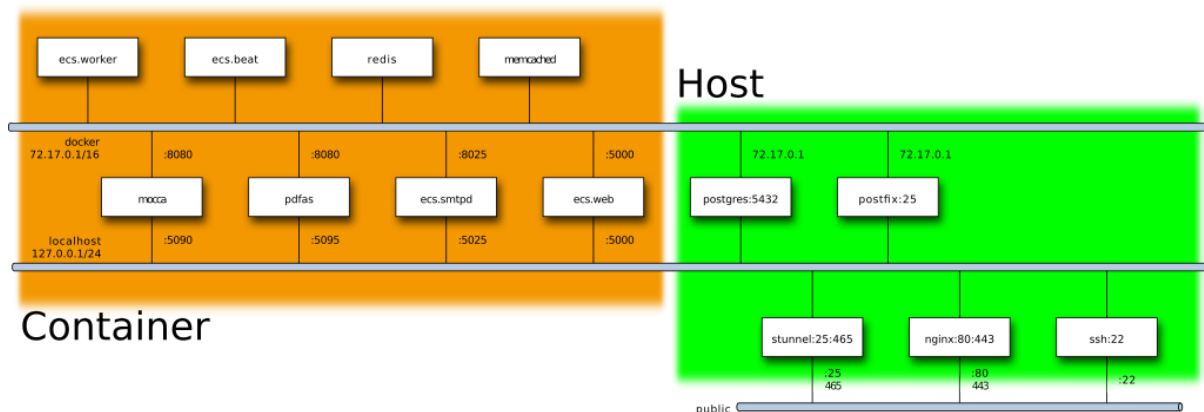 ecs.worker
ecs.beat
redis
memcached
Host
docker
72.17.0.1/16
:8080
:8080
:8025
:5000
72.17.0.1
72.17.0.1
mocca
pdfas
ecs.smtpd
ecs.web
postgres:5432
postfix:25
localhost
127.0.0.1/24
:5090
:5095
:5025
:5000
Container
stunnel:25:465
nginx:80:443
ssh:22
:25
465
:80
443
:22
public